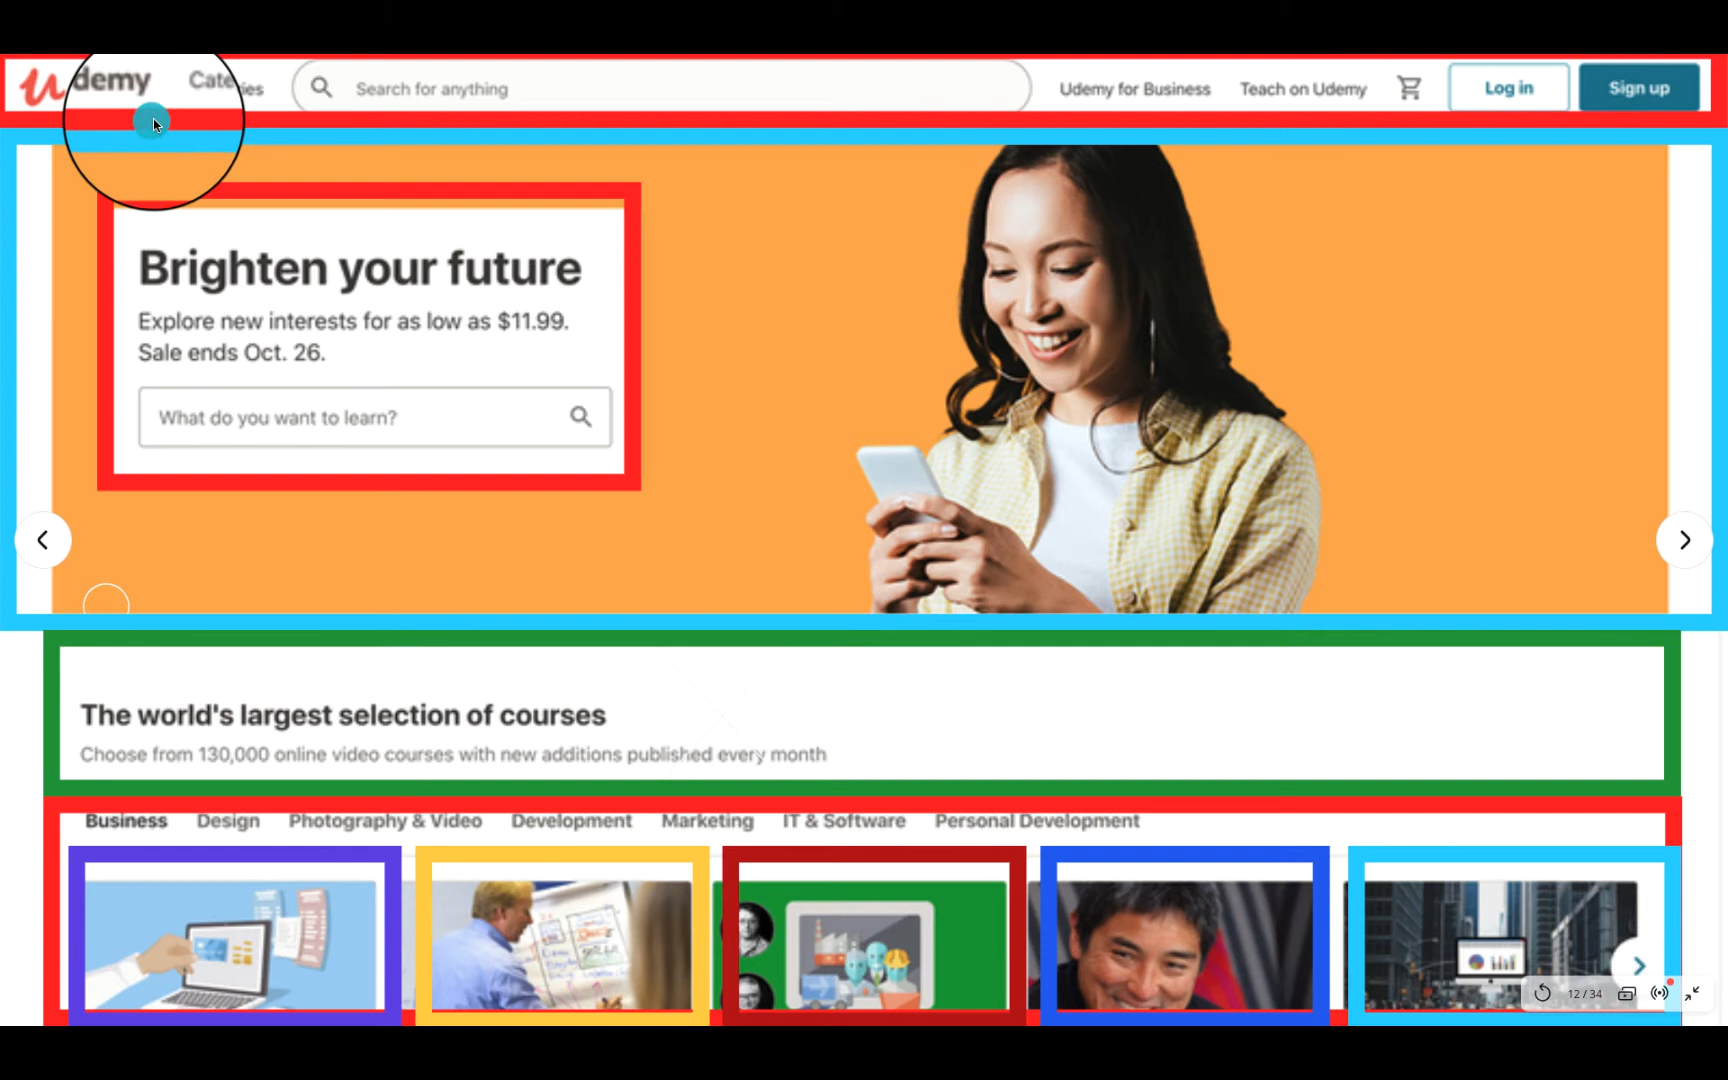 udemy Categories Search for anything Udemy for Business Teach on Udemy Log in Sign up
Brighten your future
Explore new interests for as low as $11.99.
Sale ends Oct. 26.
What do you want to learn?
The world's largest selection of courses
Choose from 130,000 online video courses with new additions published every month
Business Design Photography & Video Development Marketing IT & Software Personal Development
12 / 34